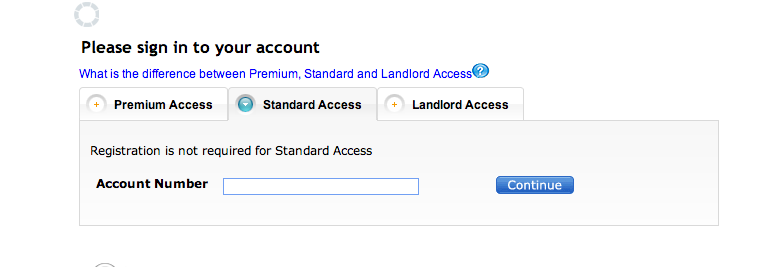 Please sign in to your account
What is the difference between Premium, Standard and Landlord Access?
Premium Access
Standard Access
Landlord Access
Registration is not required for Standard Access
Account Number
Continue